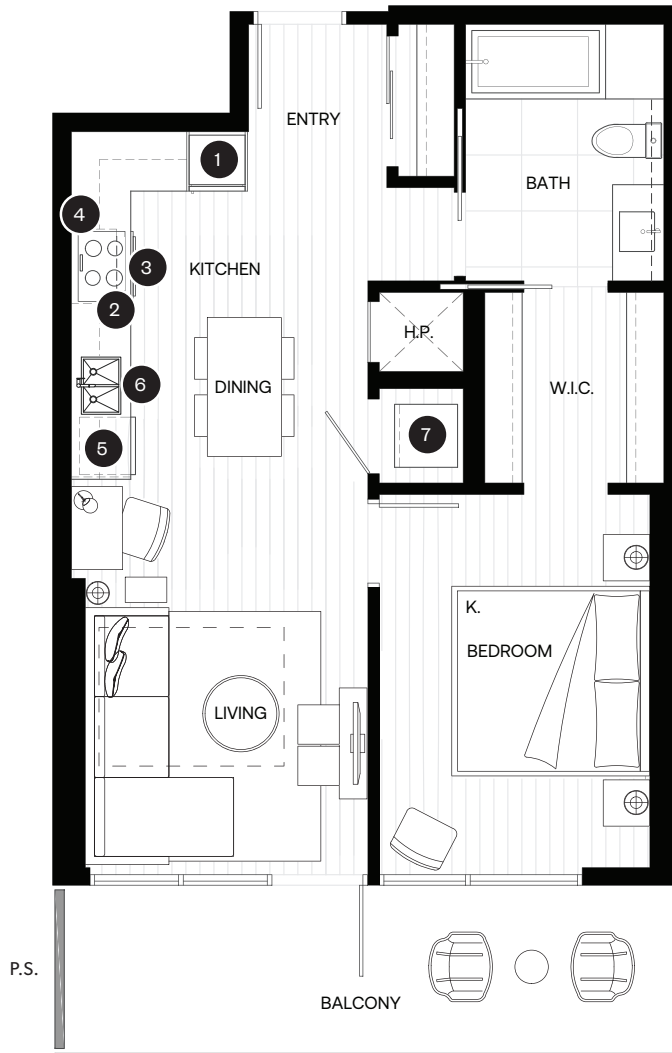 ENTRY
1
BATH
4
3
KITCHEN
2
H.P.
6
DINING
W.I.C.
7
5
K.
BEDROOM
LIVING
P.S.
BALCONY